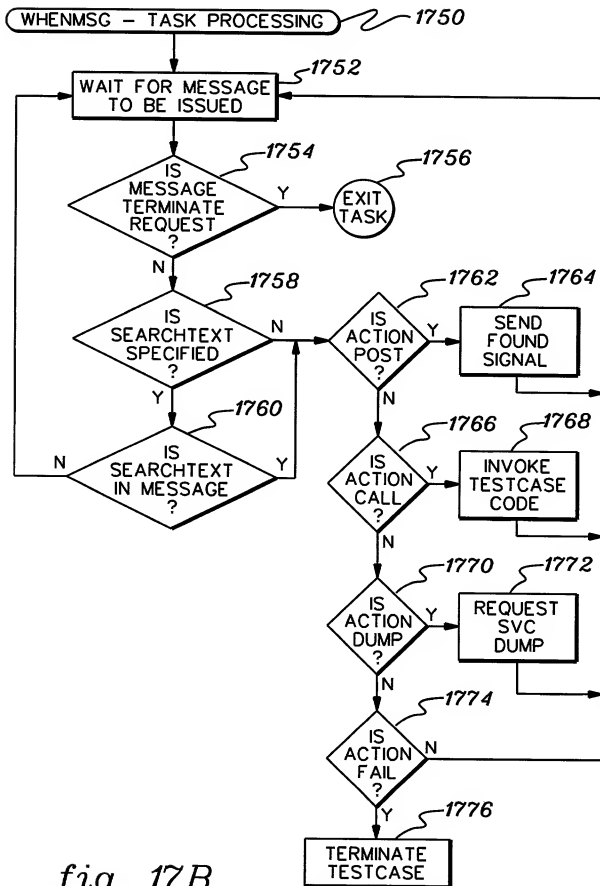 WHENMSG - TASK PROCESSING
1750
WAIT FOR MESSAGE
TO BE ISSUED
1752
IS
MESSAGE
TERMINATE
REQUEST
?
1754
Y
N
EXIT
TASK
1756
IS
SEARCHTEXT
SPECIFIED
?
1758
N
Y
IS
SEARCHTEXT
IN MESSAGE
?
1760
N
Y
IS
ACTION
POST
?
1762
Y
N
SEND
FOUND
SIGNAL
1764
IS
ACTION
CALL
?
1766
Y
N
INVOKE
TESTCASE
CODE
1768
IS
ACTION
DUMP
?
1770
Y
N
REQUEST
SVC
DUMP
1772
IS
ACTION
FAIL
?
1774
N
Y
TERMINATE
TESTCASE
1776
fig. 17B